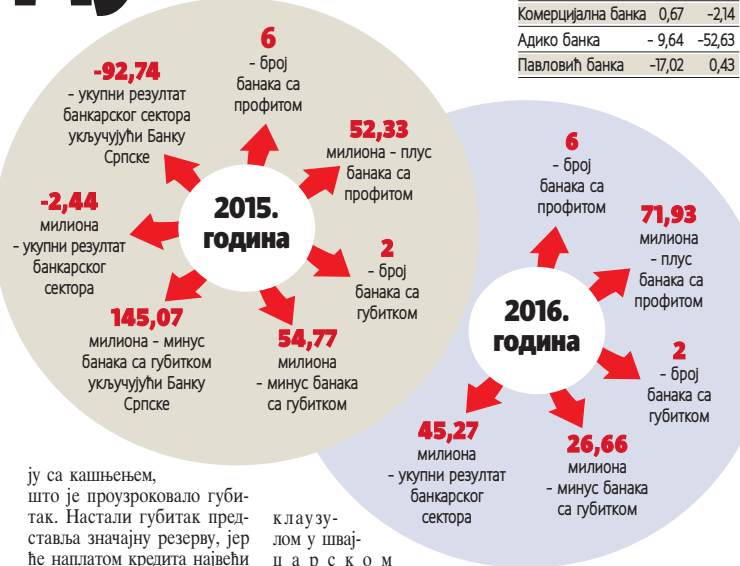 Комерцијална банка 0,67 -2,14
Адико банка - 9,64 -52,63
Павловић банка -17,02 0,43
6
- број
банака са
профитом
-92,74
- укупни резултат
банкарског сектора
укључујући Банку
Српске
52,33
милиона - плус
банака са
профитом
-2,44
милиона
- укупни резултат
банкарског
сектора
2015.
година
2
- број
банака са
губитком
145,07
милиона - минус
банака са губитком
укључујући Банку
Српске
54,77
милиона
- минус банака
са губитком
6
- број
банака са
профитом
71,93
милиона
- плус
банака са
профитом
2016.
година
2
- број
банака са
губитком
45,27
милиона
- укупни резултат
банкарског
сектора
26,66
милиона
- минус банака
са губитком
ју са кашњењем,
што је проузроковало губи-
так. Настали губитак пред-
ставља значајну резерву, јер
ће наплатом кредита највећи
клаузу-
лом у швај-
царском